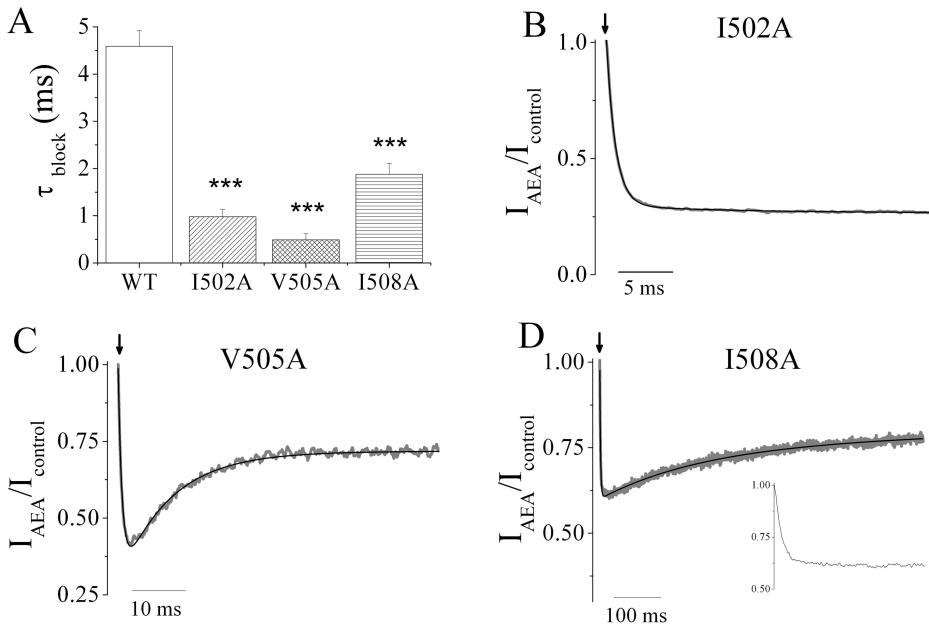 A
τ block (ms)
5
4
3
2
1
0
***
***
***
WT I502A V505A I508A
B
I502A
I AEA/I control
1.0
0.5
0.0
5 ms
C
V505A
I AEA/I control
1.00
0.75
0.50
0.25
10 ms
D
I508A
I AEA/I control
1.00
0.75
0.50
100 ms
1.00
0.75
0.50